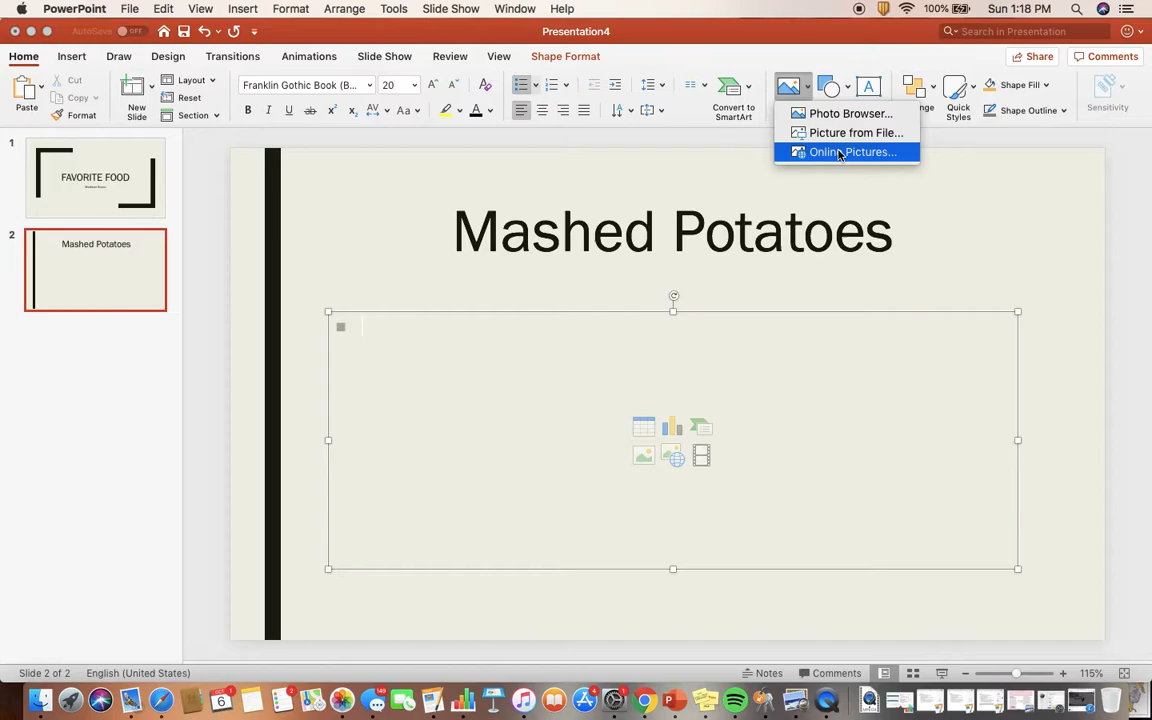 PowerPoint File Edit View Insert Format Arrange Tools Slide Show Window Help 100% Sun 1:18 PM
AutoSave OFF Presentation4 Search in Presentation
Home Insert Draw Design Transitions Animations Slide Show Review View Shape Format Share Comments
Paste Cut Copy Format New Slide Layout Reset Section Franklin Gothic Book (B... 20 Convert to SmartArt Quick Styles Shape Fill Shape Outline Sensitivity
Photo Browser...
Picture from File...
Online Pictures...
1
FAVORITE FOOD
2
Mashed Potatoes
Mashed Potatoes
Slide 2 of 2 English (United States) Notes Comments 115%